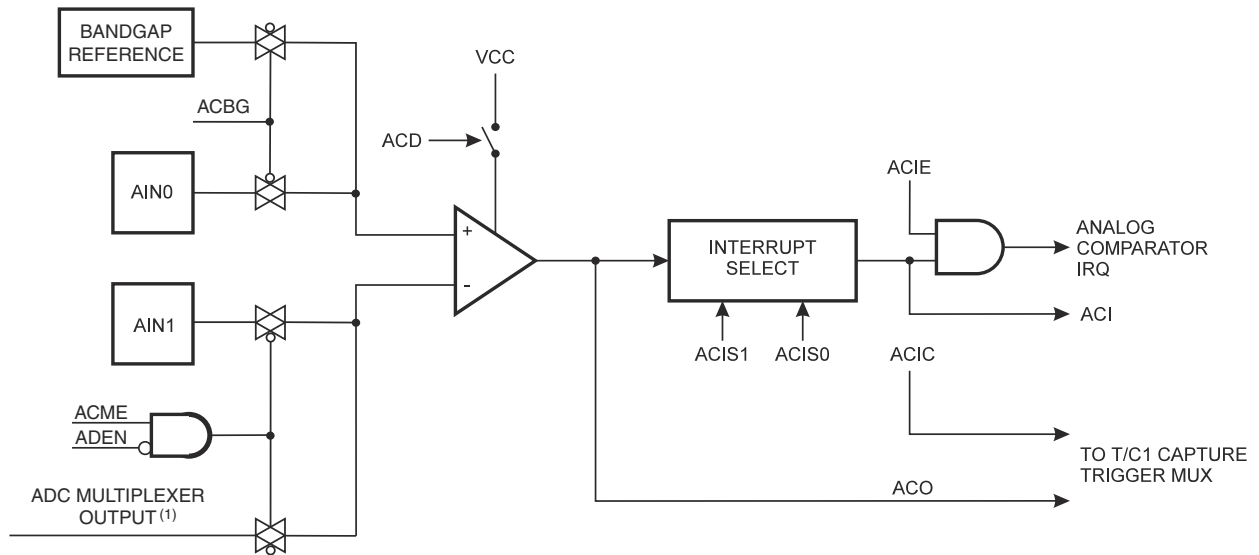 BANDGAP
REFERENCE
ACBG
AIN0
VCC
ACD
+
-
AIN1
ACME
ADEN
ADC MULTIPLEXER
OUTPUT (1)
INTERRUPT
SELECT
ACIS1 ACIS0
ACIE
ANALOG
COMPARATOR
IRQ
ACI
ACIC
TO T/C1 CAPTURE
TRIGGER MUX
ACO